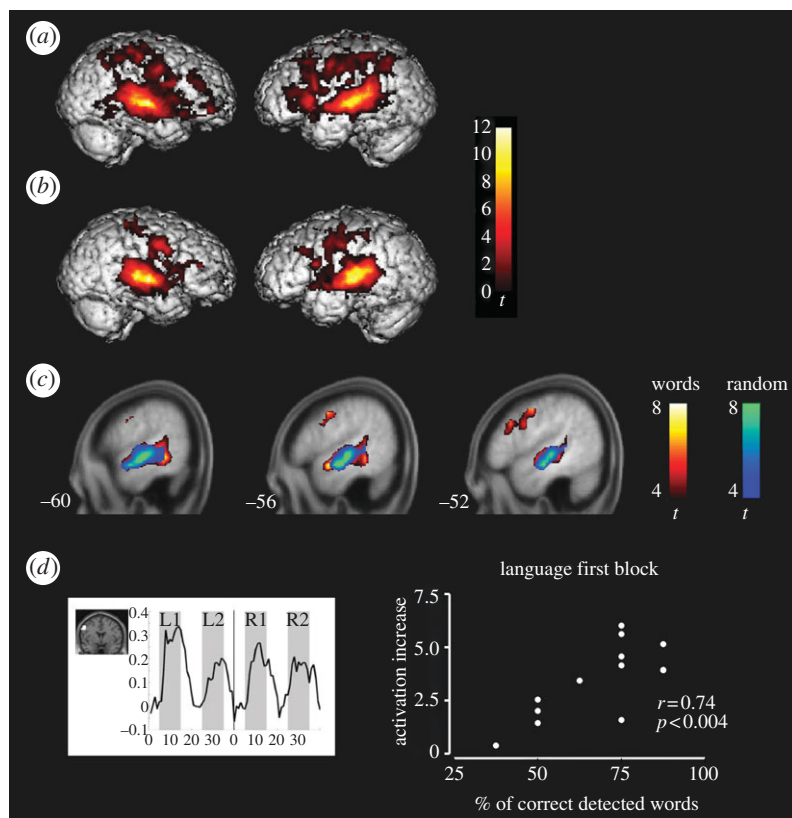 (a)
12
10
8
6
4
2
0
t
(b)
(c)
words random
8 8
4 4
t t
–60
–56
–52
(d)
0.4
0.3
0.2
0.1
0
–0.1
L1 L2 R1 R2
0 10 20 30 0 10 20 30
language first block
7.5
5.0
2.5
0
activation increase
r=0.74
p<0.004
25 50 75 100
% of correct detected words